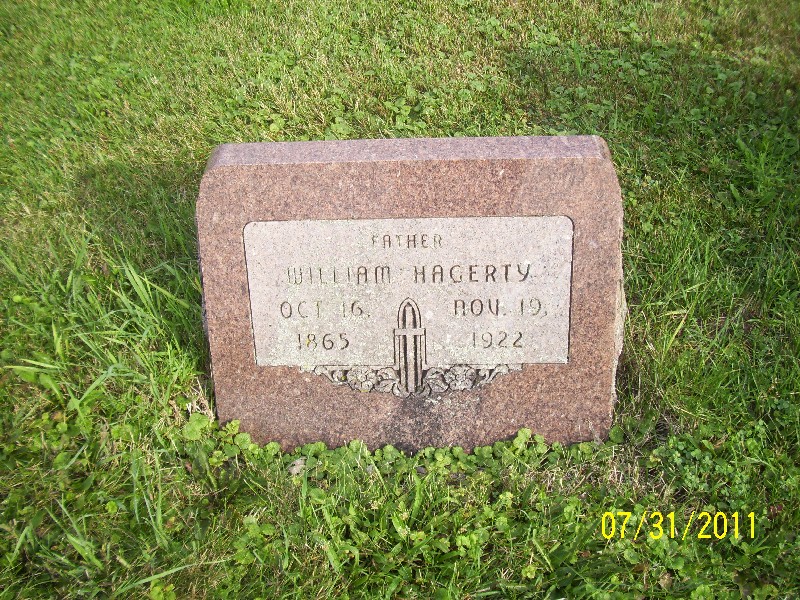 FATHER
WILLIAM HAGERTY
OCT 16, NOV. 19,
1865 1922
07/31/2011